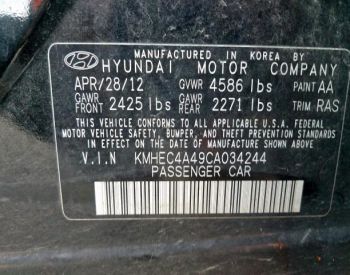 MANUFACTURED IN KOREA BY
HYUNDAI MOTOR COMPANY
APR/28/12 GVWR 4586 lbs PAINT AA
GAWR FRONT 2425 lbs GAWR REAR 2271 lbs TRIM RAS
THIS VEHICLE CONFORMS TO ALL APPLICABLE
U.S.A FEDERAL MOTOR VEHICLE
SAFETY, BUMPER, AND THEFT PREVENTION STANDARDS
IN EFFECT ON THE DATE OF MANUFACTURE SHOWN ABOVE.
V.I.N KMHEC4A49CA034244
PASSENGER CAR